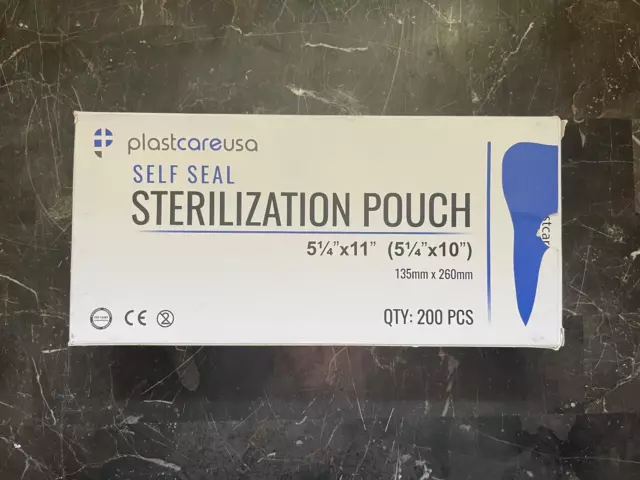 plastcareusa
SELF SEAL
STERILIZATION POUCH
5¼"x11" (5¼"x10")
135mm x 260mm
CE
QTY: 200 PCS